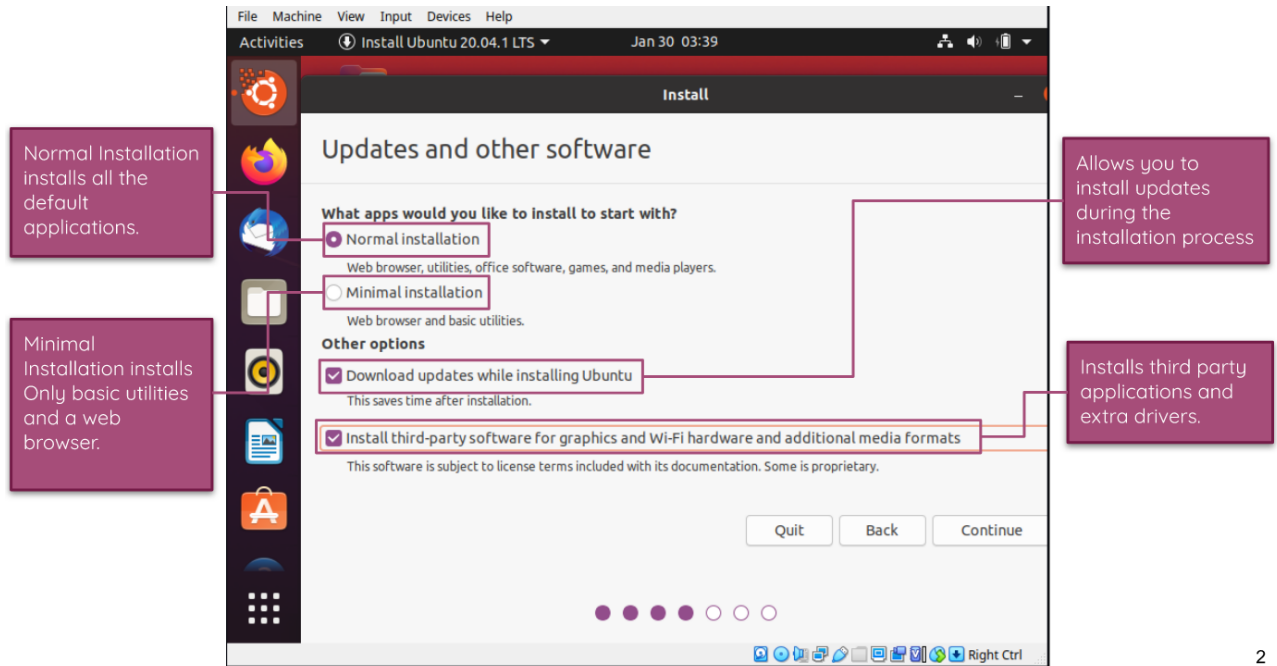 File Machine View Input Devices Help
Activities Install Ubuntu 20.04.1 LTS Jan 30 03:39
Install
Updates and other software
What apps would you like to install to start with?
Normal installation
Web browser, utilities, office software, games, and media players.
Minimal installation
Web browser and basic utilities.
Other options
Download updates while installing Ubuntu
This saves time after installation.
Install third-party software for graphics and Wi-Fi hardware and additional media formats
This software is subject to license terms included with its documentation. Some is proprietary.
Quit Back Continue
Right Ctrl
Normal Installation
installs all the
default
applications.
Minimal
Installation installs
Only basic utilities
and a web
browser.
Allows you to
install updates
during the
installation process
Installs third party
applications and
extra drivers.
2